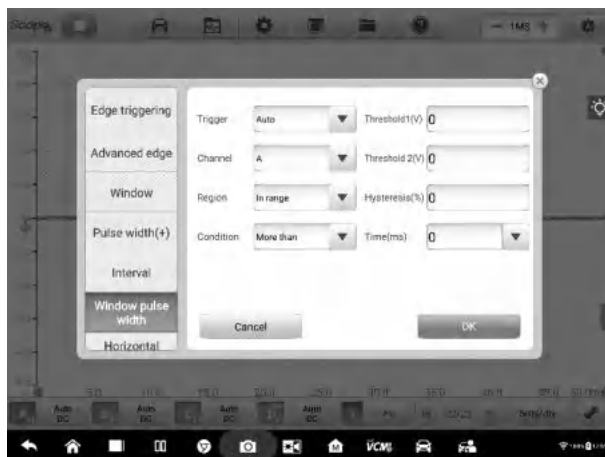 Scope
1MS
Edge triggering
Advanced edge
Window
Pulse width(+)
Interval
Window pulse
width
Horizontal
Trigger Auto Threshold1(V) 0
Channel A Threshold 2(V) 0
Region In range Hysteresis(%) 0
Condition More than Time(ms) 0
Cancel OK
Auto Auto Auto Auto
DC DC DC DC
VCMI